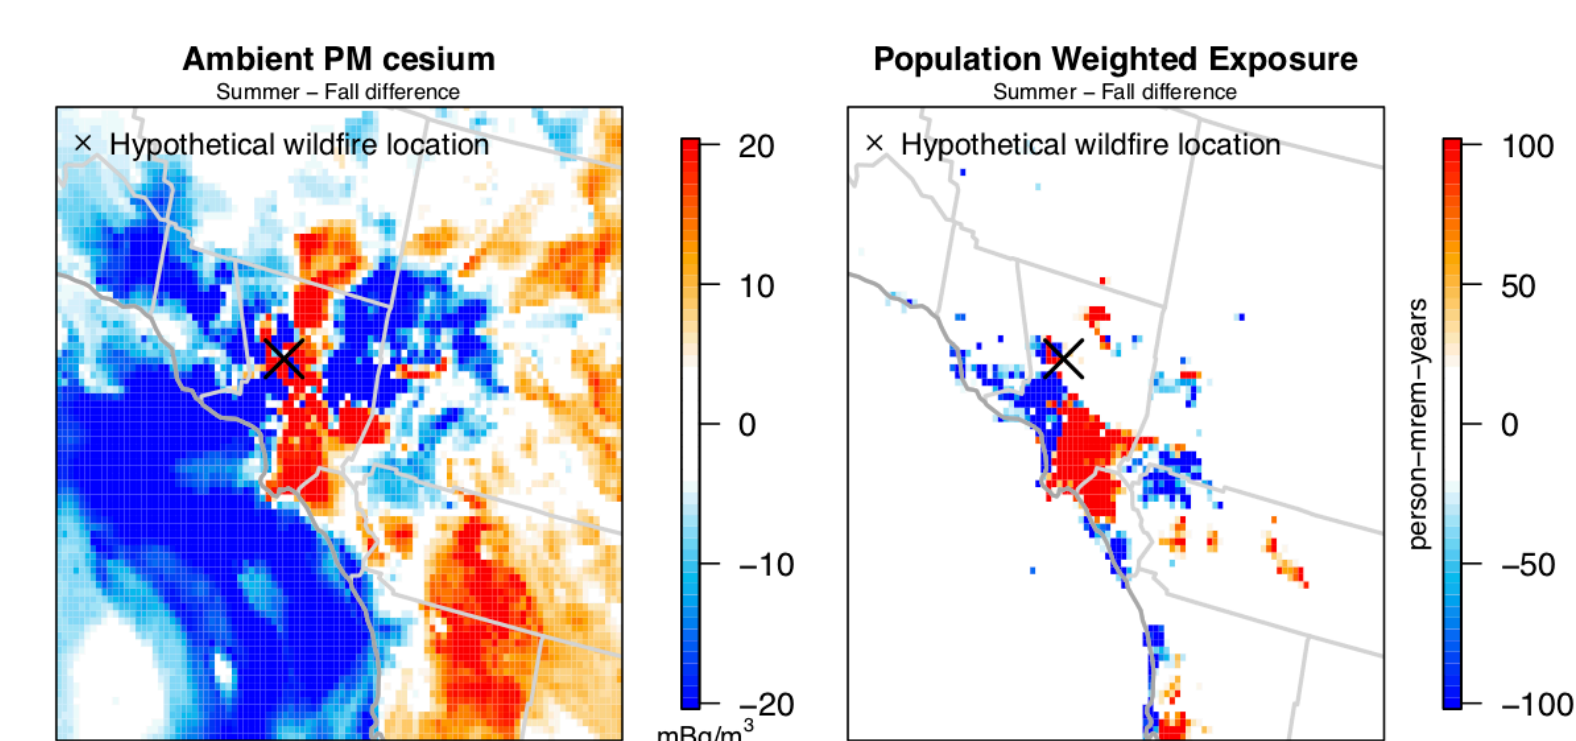 Ambient PM cesium
Summer – Fall difference
× Hypothetical wildfire location
20
10
0
−10
−20
mBq/m³
Population Weighted Exposure
Summer – Fall difference
× Hypothetical wildfire location
100
50
0
−50
−100
person−mrem−years